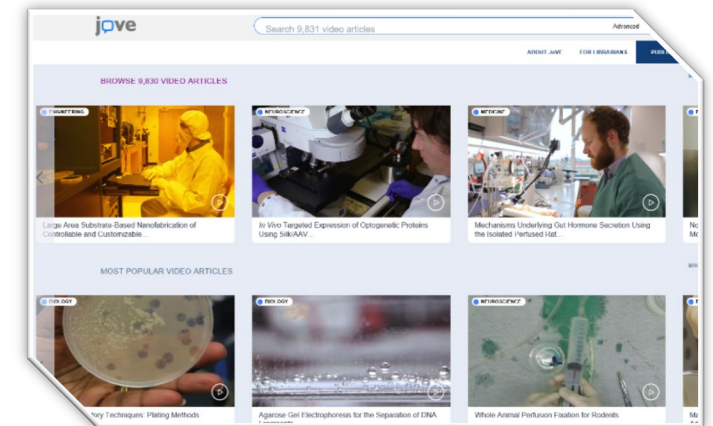 jove
Search 9,831 video articles
Advanced
ABOUT JoVE
FOR LIBRARIANS
BROWSE 9,830 VIDEO ARTICLES
ENGINEERING
NEUROSCIENCE
MEDICINE
Large Area Substrate-Based Nanofabrication of
Controllable and Customizable...
In Vivo Targeted Expression of Optogenetic Proteins
Using Silk/AAV...
Mechanisms Underlying Gut Hormone Secretion Using
the Isolated Perfused Rat...
MOST POPULAR VIDEO ARTICLES
BIOLOGY
BIOLOGY
NEUROSCIENCE
Techniques: Plating Methods
Agarose Gel Electrophoresis for the Separation of DNA
Whole Animal Perfusion Fixation for Rodents